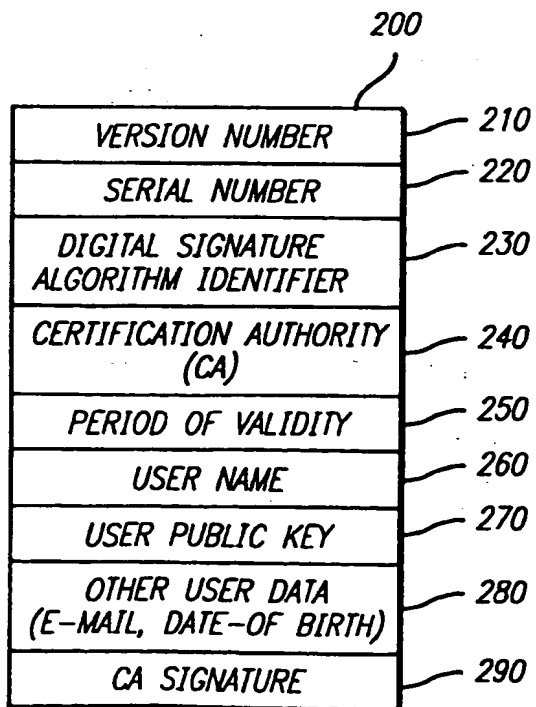 200
VERSION NUMBER 210
SERIAL NUMBER 220
DIGITAL SIGNATURE
ALGORITHM IDENTIFIER 230
CERTIFICATION AUTHORITY
(CA) 240
PERIOD OF VALIDITY 250
USER NAME 260
USER PUBLIC KEY 270
OTHER USER DATA
(E-MAIL, DATE-OF BIRTH) 280
CA SIGNATURE 290